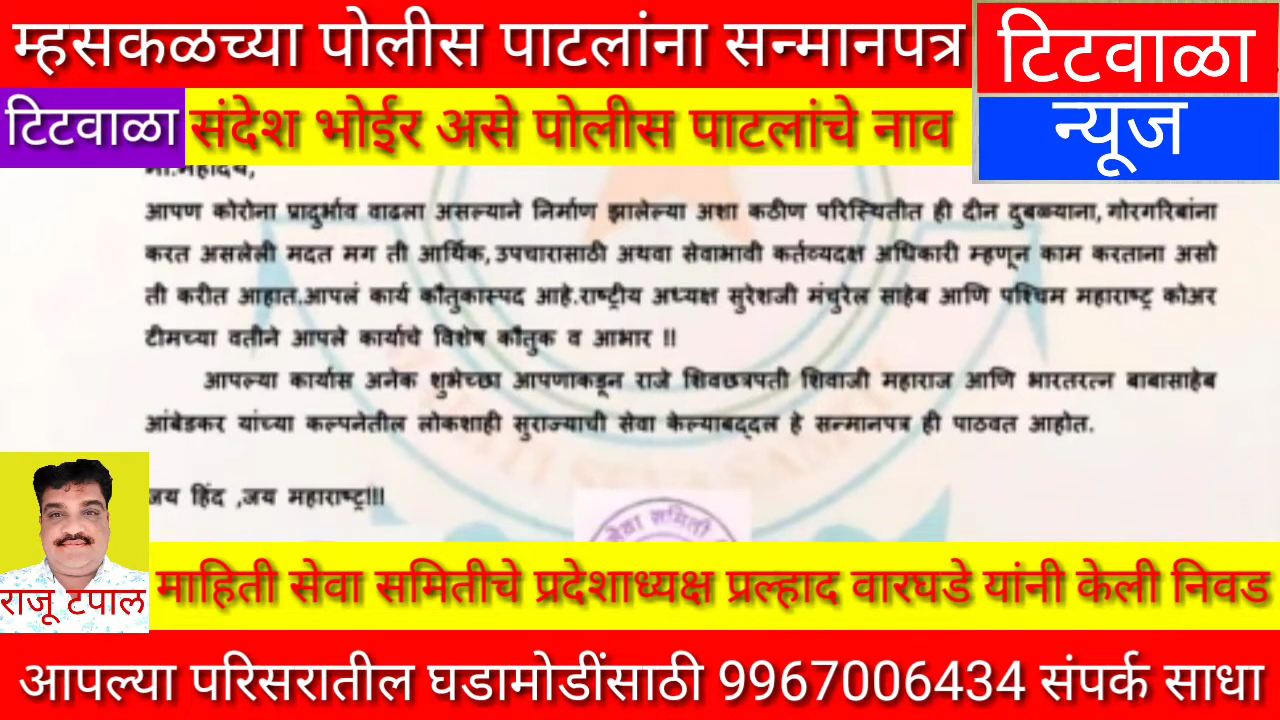 म्हसकळच्या पोलीस पाटलांना सन्मानपत्र
टिटवाळा
न्यूज
टिटवाळा
संदेश भोईर असे पोलीस पाटलांचे नाव
मा.महोदय,
आपण कोरोना प्रादुर्भाव वाढला असल्याने निर्माण झालेल्या अशा कठीण परिस्थितीत ही दीन दुबळ्याना, गोरगरिबांना
करत असलेली मदत मग ती आर्थिक, उपचारासाठी अथवा सेवाभावी कर्तव्यदक्ष अधिकारी म्हणून काम करताना असो
ती करीत आहात.आपलं कार्य कौतुकास्पद आहे.राष्ट्रीय अध्यक्ष सुरेशजी मंचुरेल साहेब आणि पश्चिम महाराष्ट्र कोअर
टीमच्या वतीने आपले कार्याचे विशेष कौतुक व आभार !!
आपल्या कार्यास अनेक शुभेच्छा आपणाकडून राजे शिवछत्रपती शिवाजी महाराज आणि भारतरत्न बाबासाहेब
आंबेडकर यांच्या कल्पनेतील लोकशाही सुराज्याची सेवा केल्याबद्दल हे सन्मानपत्र ही पाठवत आहोत.
जय हिंद ,जय महाराष्ट्र!!!
सेवा समिती
राजू टपाल
माहिती सेवा समितीचे प्रदेशाध्यक्ष प्रल्हाद वारघडे यांनी केली निवड
आपल्या परिसरातील घडामोडींसाठी 9967006434 संपर्क साधा